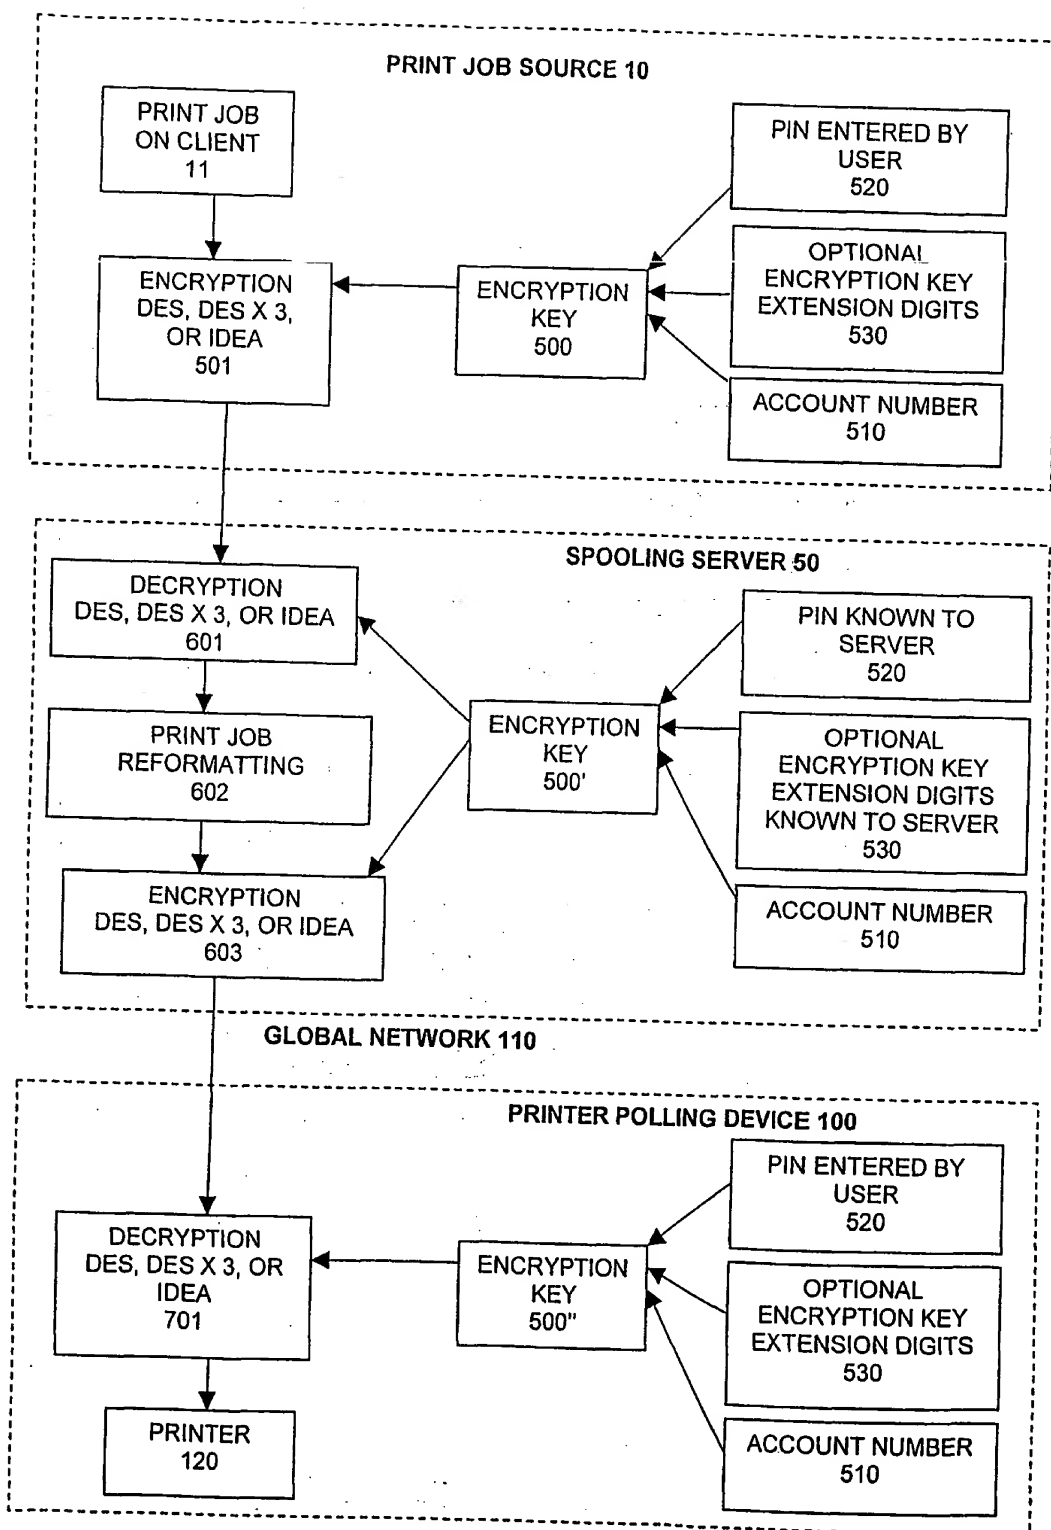 PRINT JOB SOURCE 10
PRINT JOB
ON CLIENT
11
PIN ENTERED BY
USER
520
ENCRYPTION
DES, DES X 3,
OR IDEA
501
ENCRYPTION
KEY
500
OPTIONAL
ENCRYPTION KEY
EXTENSION DIGITS
530
ACCOUNT NUMBER
510
SPOOLING SERVER 50
DECRYPTION
DES, DES X 3, OR IDEA
601
PIN KNOWN TO
SERVER
520
PRINT JOB
REFORMATTING
602
ENCRYPTION
KEY
500'
OPTIONAL
ENCRYPTION KEY
EXTENSION DIGITS
KNOWN TO SERVER
530
ENCRYPTION
DES, DES X 3, OR IDEA
603
ACCOUNT NUMBER
510
GLOBAL NETWORK 110
PRINTER POLLING DEVICE 100
PIN ENTERED BY
USER
520
DECRYPTION
DES, DES X 3, OR
IDEA
701
ENCRYPTION
KEY
500"
OPTIONAL
ENCRYPTION KEY
EXTENSION DIGITS
530
PRINTER
120
ACCOUNT NUMBER
510